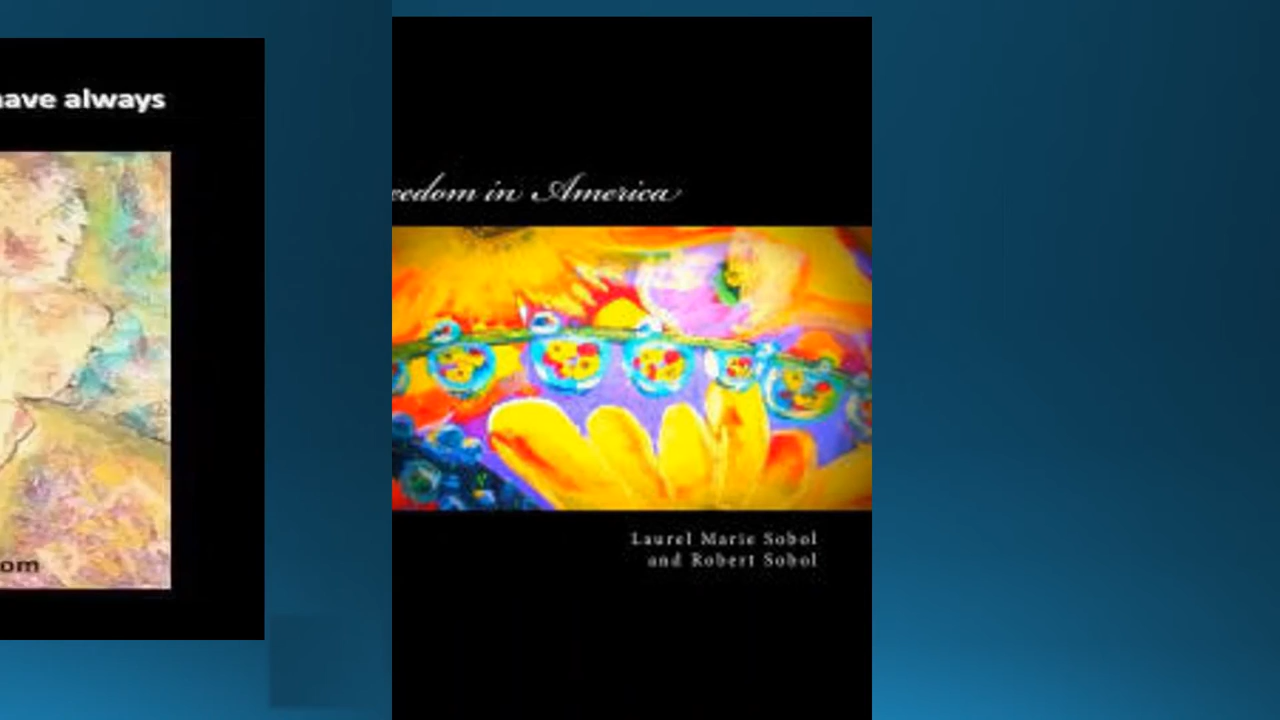 have always
om
eedom in America
Laurel Marie Sobol
and Robert Sobol